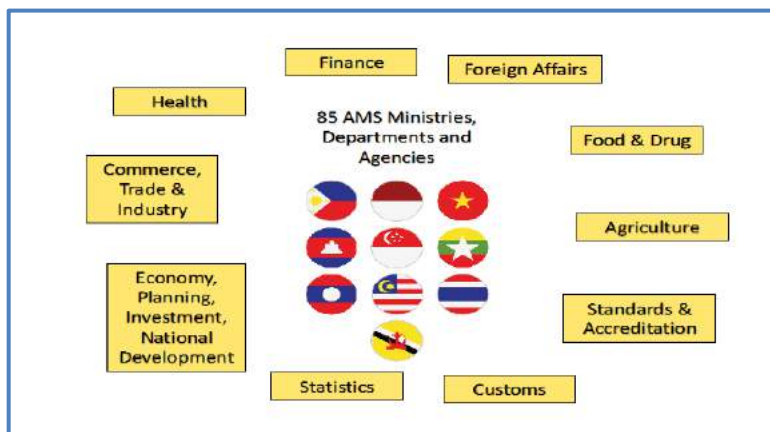 Finance
Foreign Affairs
Health
85 AMS Ministries,
Departments and
Agencies
Food & Drug
Commerce,
Trade &
Industry
Agriculture
Economy,
Planning,
Investment,
National
Development
Standards &
Accreditation
Statistics
Customs